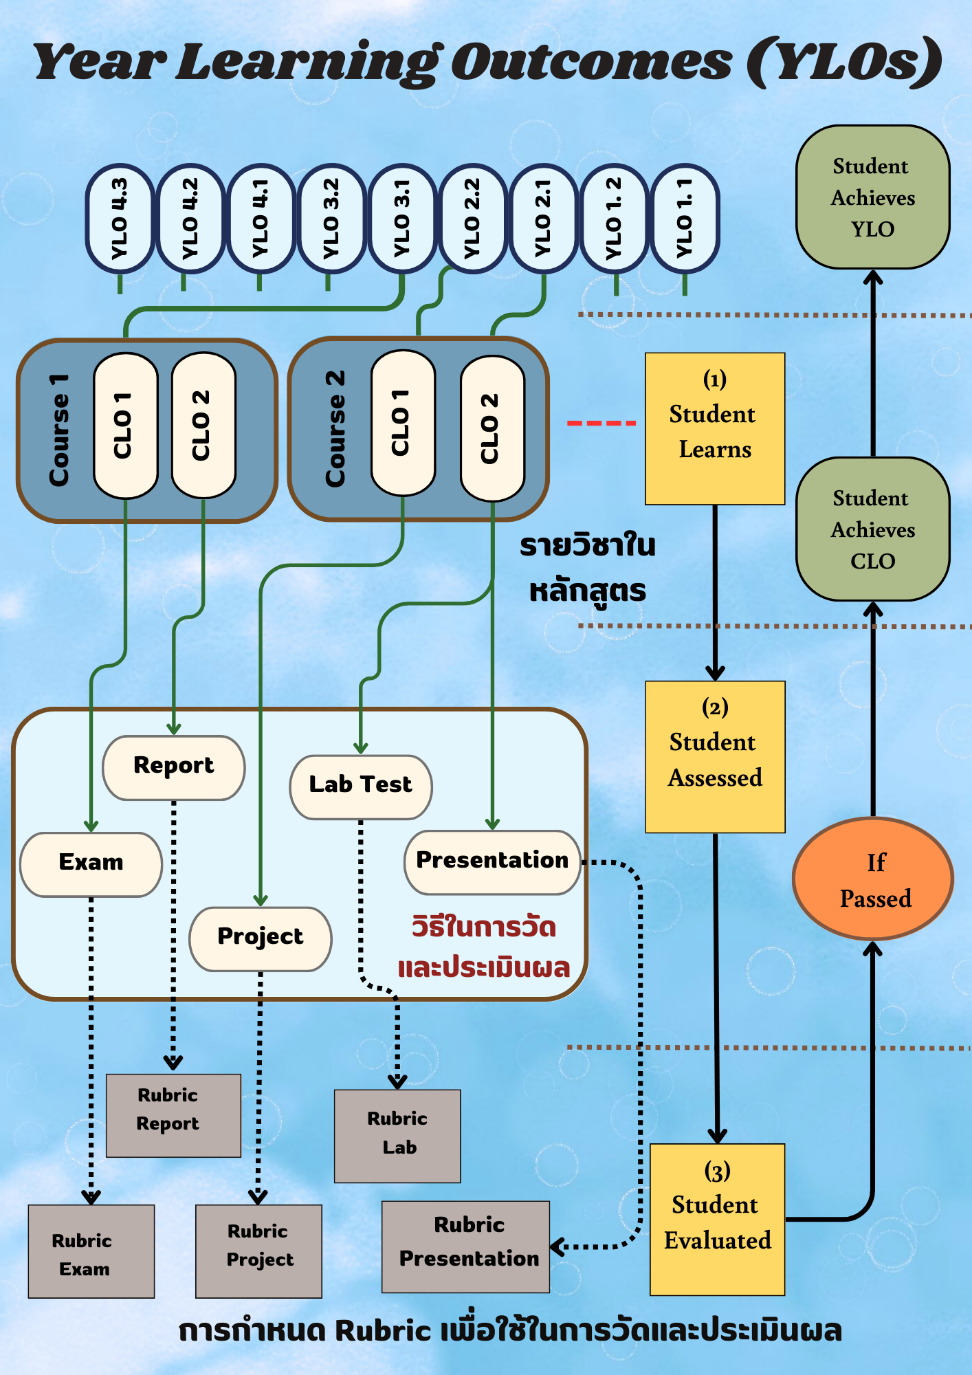 Year Learning Outcomes (YLOs)
YLO 4.3
YLO 4.2
YLO 4.1
YLO 3.2
YLO 3.1
YLO 2.2
YLO 2.1
YLO 1. 2
YLO 1. 1
Student
Achieves
YLO
Course 1
CLO 1
CLO 2
Course 2
CLO 1
CLO 2
(1)
Student
Learns
Student
Achieves
CLO
รายวิชาใน
หลักสูตร
(2)
Student
Assessed
Report
Lab Test
Exam
Presentation
Project
วิธีในการวัด
และประเมินผล
If
Passed
Rubric
Report
Rubric
Lab
Rubric
Exam
Rubric
Project
Rubric
Presentation
(3)
Student
Evaluated
การกำหนด Rubric เพื่อใช้ในการวัดและประเมินผล